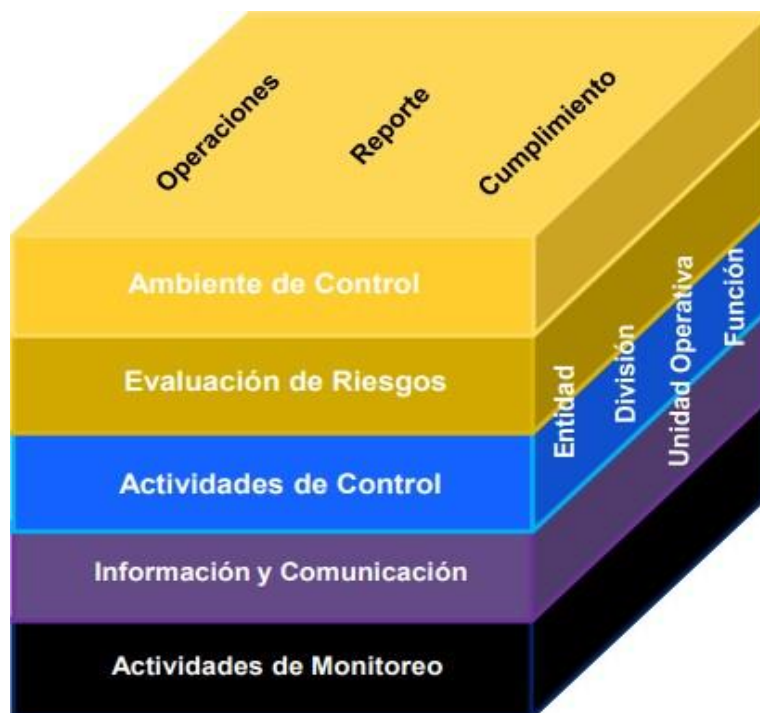 Operaciones
Reporte
Cumplimiento
Ambiente de Control
Evaluación de Riesgos
Actividades de Control
Información y Comunicación
Actividades de Monitoreo
Entidad
División
Unidad Operativa
Función